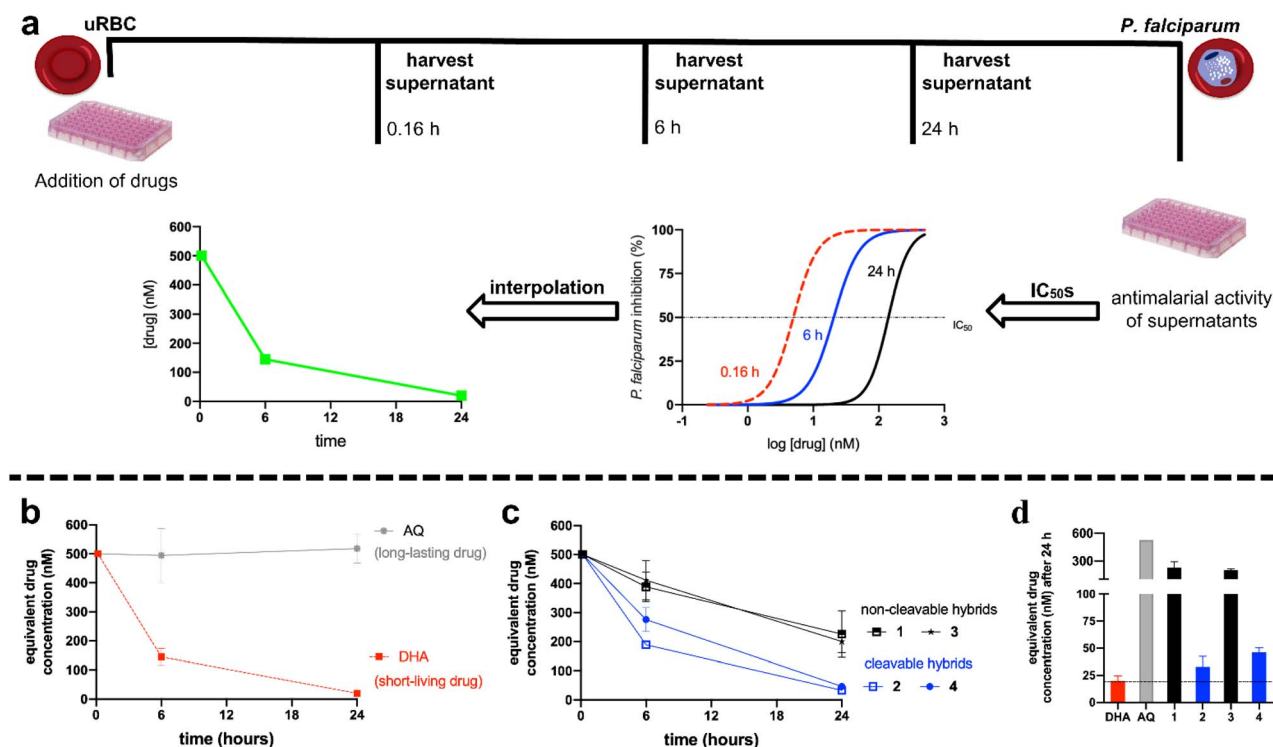 a
uRBC
P. falciparum
harvest
supernatant
0.16 h
harvest
supernatant
6 h
harvest
supernatant
24 h
Addition of drugs
600
500
400
300
200
100
0
[drug] (nM)
0
6
12
18
24
time
interpolation
100
75
50
25
0
P. falciparum inhibition (%)
24 h
6 h
0.16 h
IC50
-1
0
1
2
3
log [drug] (nM)
IC50s
antimalarial activity
of supernatants
b
600
500
400
300
200
100
0
equivalent drug
concentration (nM)
AQ
(long-lasting drug)
DHA
(short-living drug)
0
6
12
18
24
time (hours)
c
600
500
400
300
200
100
0
equivalent drug
concentration (nM)
non-cleavable hybrids
1 3
cleavable hybrids
2 4
0
6
12
18
24
time (hours)
d
600
300
100
75
50
25
0
equivalent drug
concentration (nM) after 24 h
DHA AQ 1 2 3 4